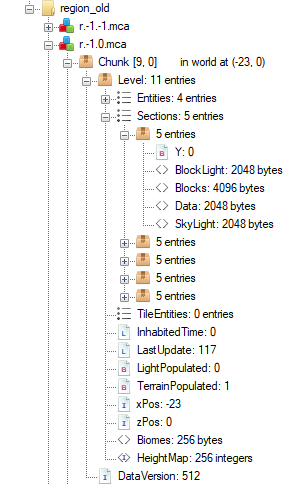 region_old
r.-1.-1.mca
r.-1.0.mca
Chunk [9, 0] in world at (-23, 0)
Level: 11 entries
Entities: 4 entries
Sections: 5 entries
5 entries
B Y: 0
BlockLight: 2048 bytes
Blocks: 4096 bytes
Data: 2048 bytes
SkyLight: 2048 bytes
5 entries
5 entries
5 entries
5 entries
TileEntities: 0 entries
L InhabitedTime: 0
L LastUpdate: 117
B LightPopulated: 0
B TerrainPopulated: 1
I xPos: -23
I zPos: 0
Biomes: 256 bytes
I HeightMap: 256 integers
I DataVersion: 512